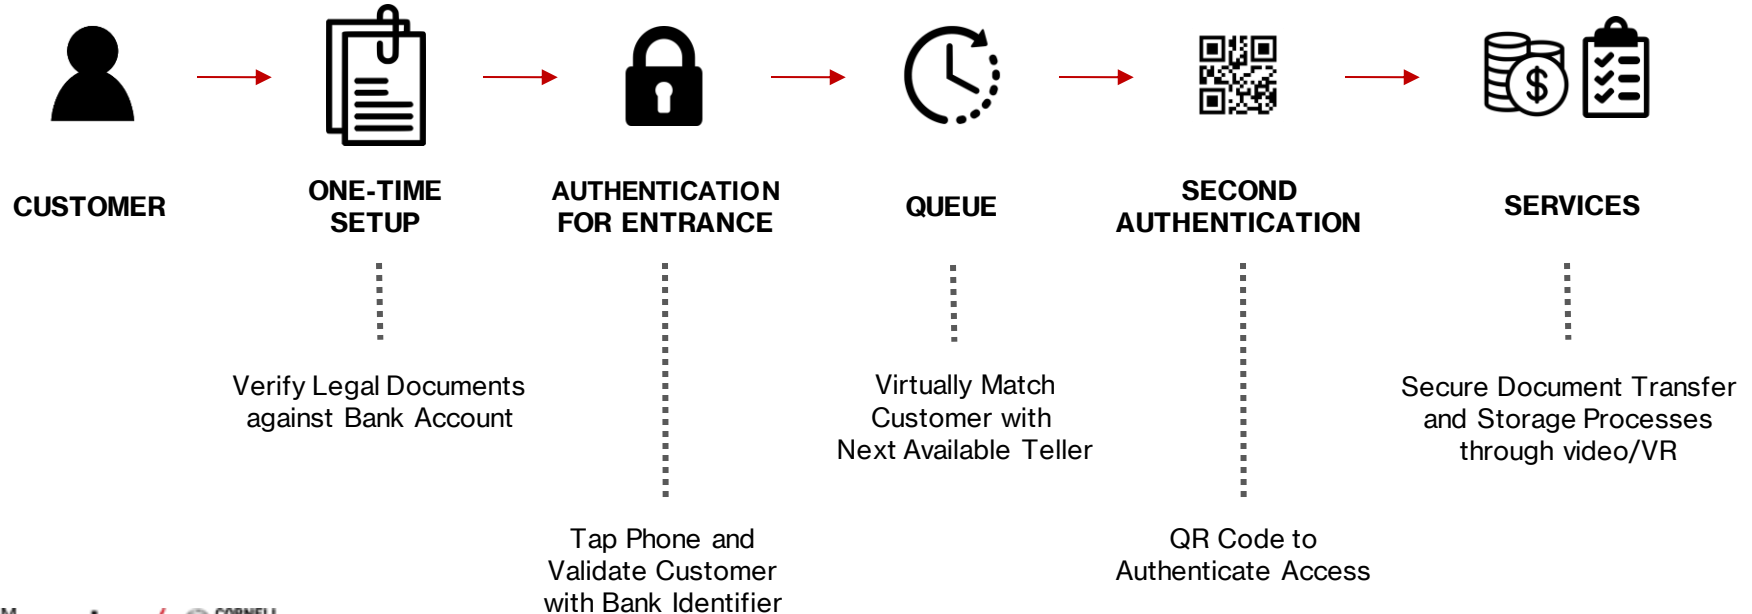 CUSTOMER
ONE-TIME
SETUP
AUTHENTICATION
FOR ENTRANCE
QUEUE
SECOND
AUTHENTICATION
SERVICES
Verify Legal Documents
against Bank Account
Tap Phone and
Validate Customer
with Bank Identifier
Virtually Match
Customer with
Next Available Teller
QR Code to
Authenticate Access
Secure Document Transfer
and Storage Processes
through video/VR
CORNELL